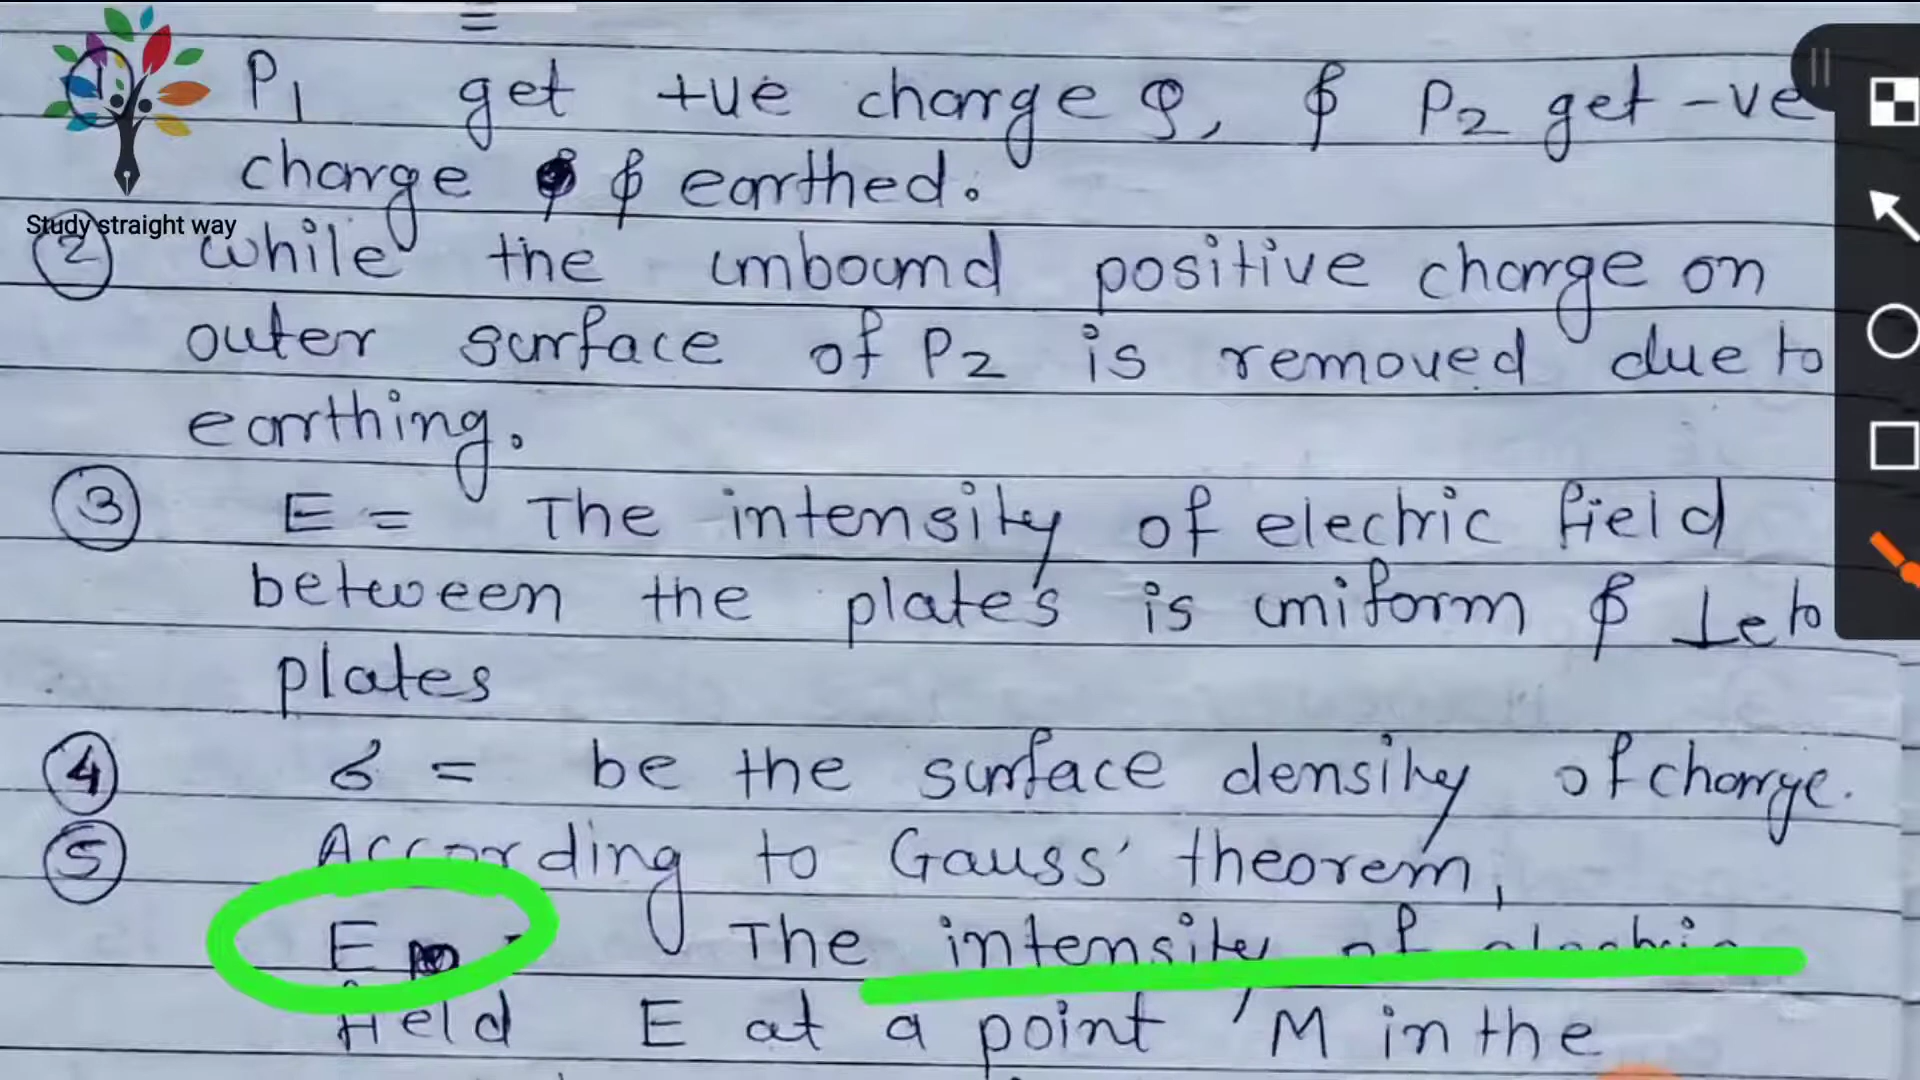 ① P1 get +ve charge Q, & P2 get -ve
charge & earthed.
Study straight way
② while the unbound positive charge on
outer surface of P2 is removed due to
earthing.
③ E = The intensity of electric field
between the plates is uniform & ⊥e to
plates
④ σ = be the surface density of charge.
⑤ According to Gauss' theorem,
E = The intensity of electric
field E at a point 'M in the